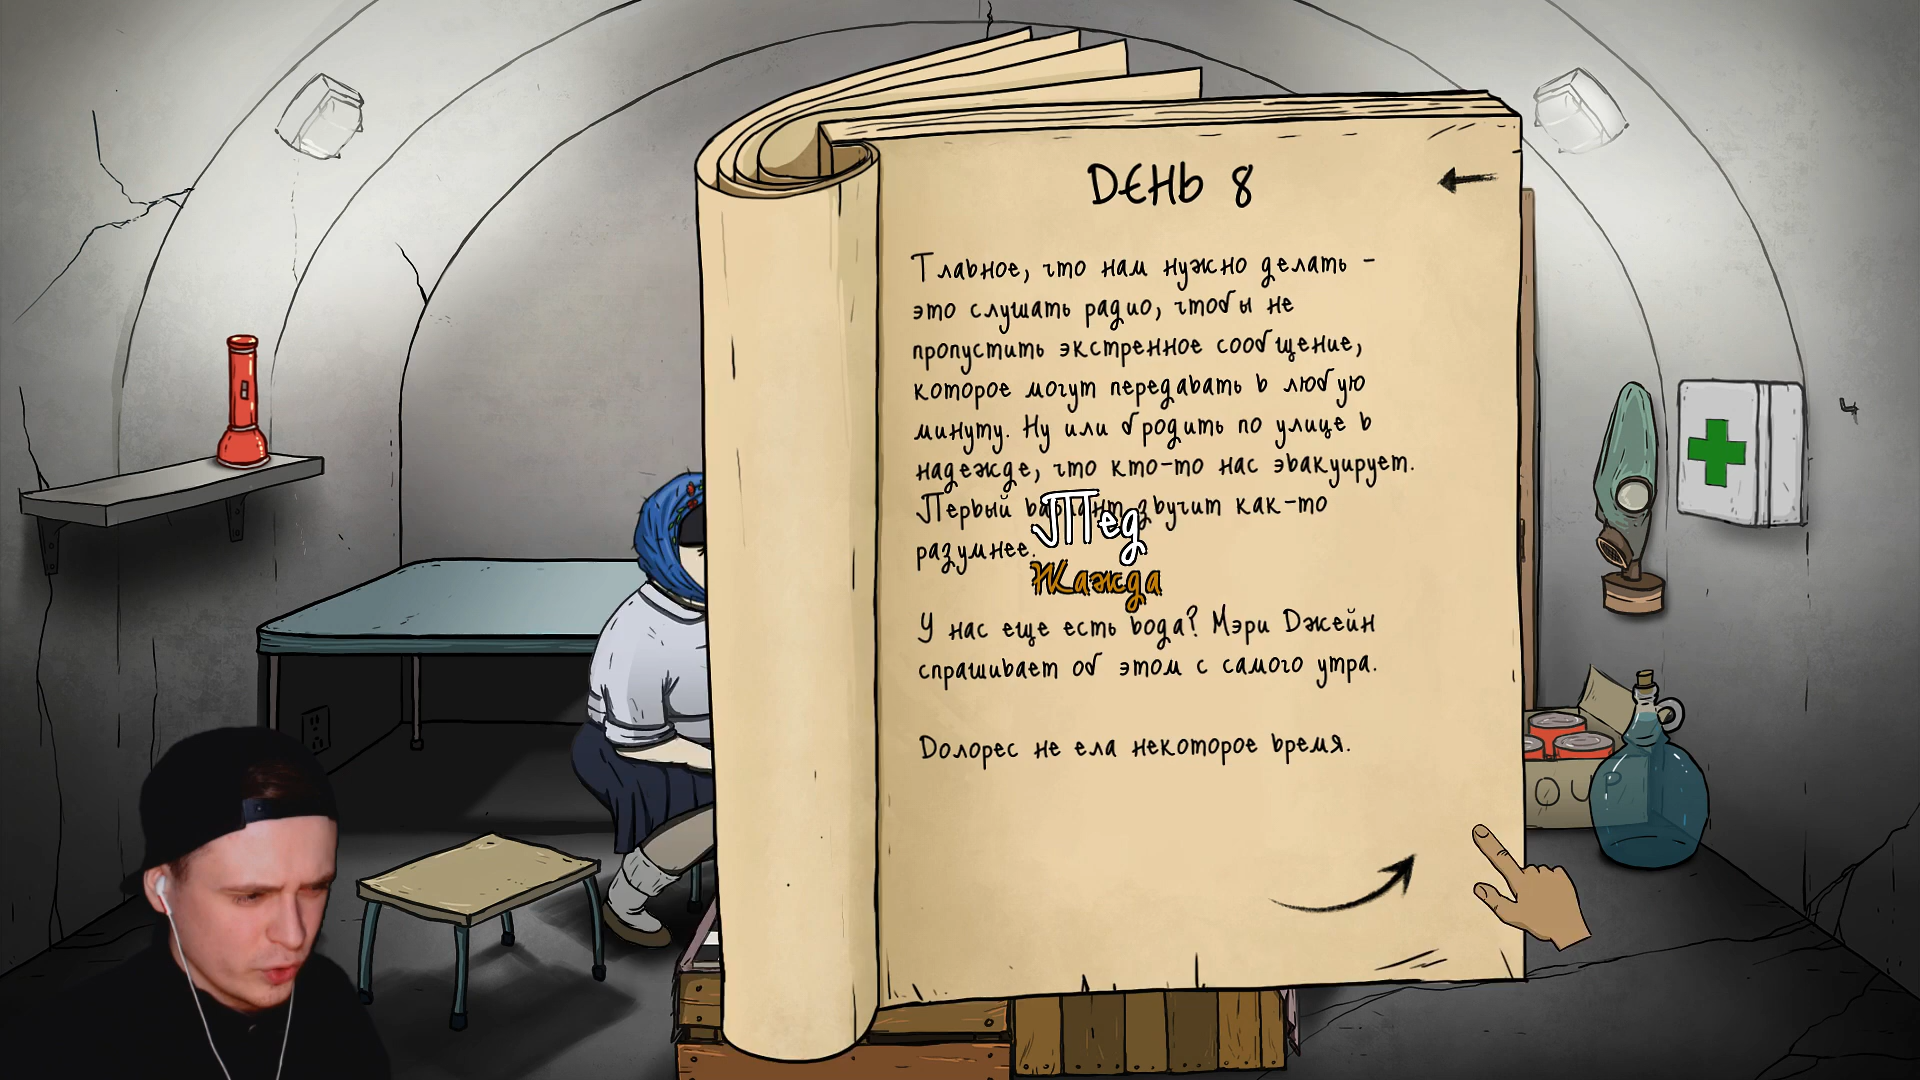 ДЕНЬ 8
Главное, что нам нужно делать -
это слушать радио, чтобы не
пропустить экстренное сообщение,
которое могут передавать в любую
минуту. Ну или бродить по улице в
надежде, что кто-то нас эвакуирует.
Первый вариант звучит как-то
разумнее.
Тед
Жажда
У нас еще есть вода? Мэри Джейн
спрашивает об этом с самого утра.
Долорес не ела некоторое время.
OUP